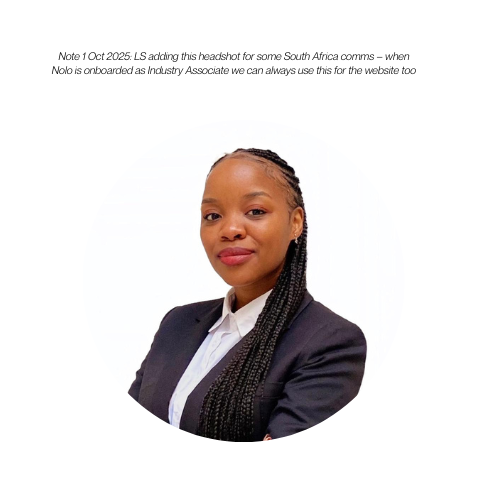 Note 1 Oct 2025: LS adding this headshot for some South Africa comms – when
Nolo is onboarded as Industry Associate we can always use this for the website too